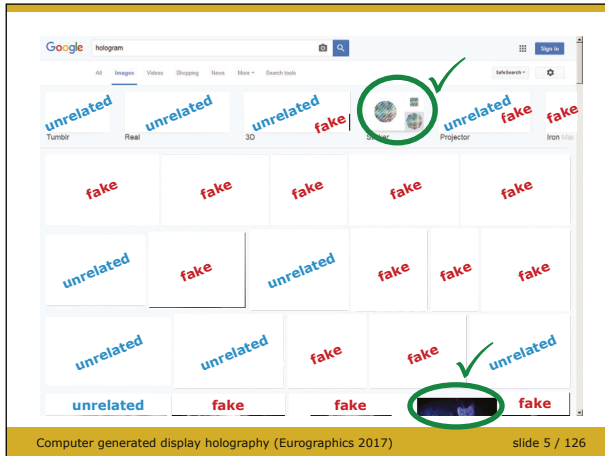 Google hologram Sign in
All Images Videos Shopping News More Search tools SafeSearch
unrelated unrelated unrelated fake unrelated fake fake
Tumblr Real 3D Sticker Projector Iron Man
fake fake fake fake fake
unrelated fake unrelated fake fake fake
unrelated unrelated fake fake unrelated
unrelated fake fake fake
Computer generated display holography (Eurographics 2017) slide 5 / 126